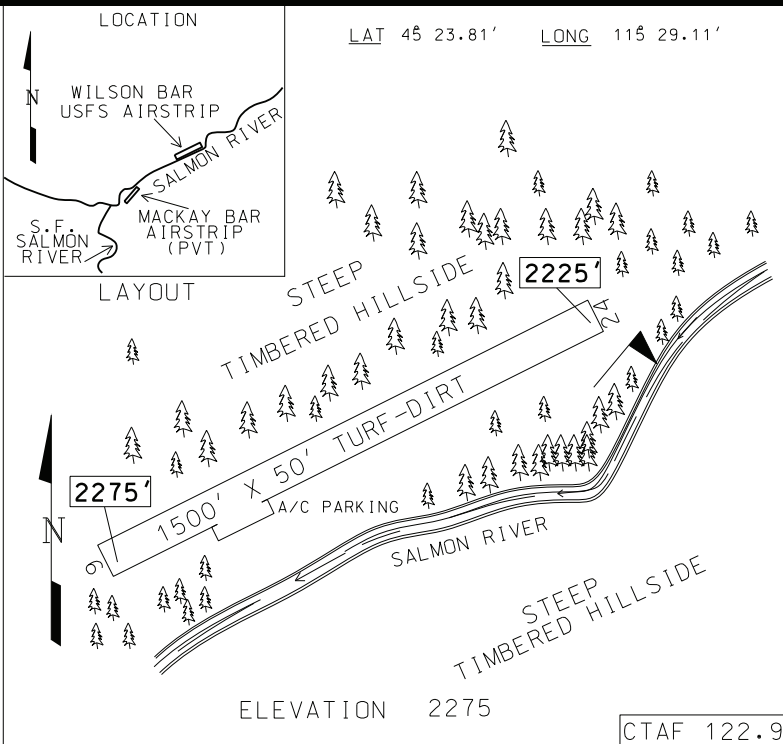 LOCATION
LAT 45° 23.81' LONG 115° 29.11'
N
WILSON BAR
USFS AIRSTRIP
SALMON RIVER
MACKAY BAR
AIRSTRIP
(PVT)
S.F.
SALMON
RIVER
LAYOUT
STEEP
TIMBERED HILLSIDE
2225'
24
1500' X 50' TURF-DIRT
2275'
A/C PARKING
N
6
SALMON RIVER
STEEP
TIMBERED HILLSIDE
ELEVATION 2275
CTAF 122.9